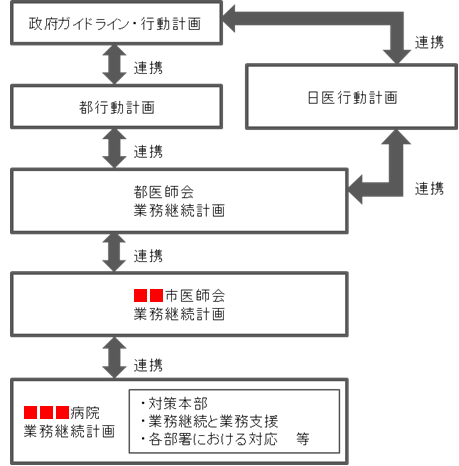 政府ガイドライン・行動計画
連携
連携
都行動計画
日医行動計画
連携
都医師会
業務継続計画
連携
連携
■■市医師会
業務継続計画
連携
■■■病院
業務継続計画
・対策本部
・業務継続と業務支援
・各部署における対応　等